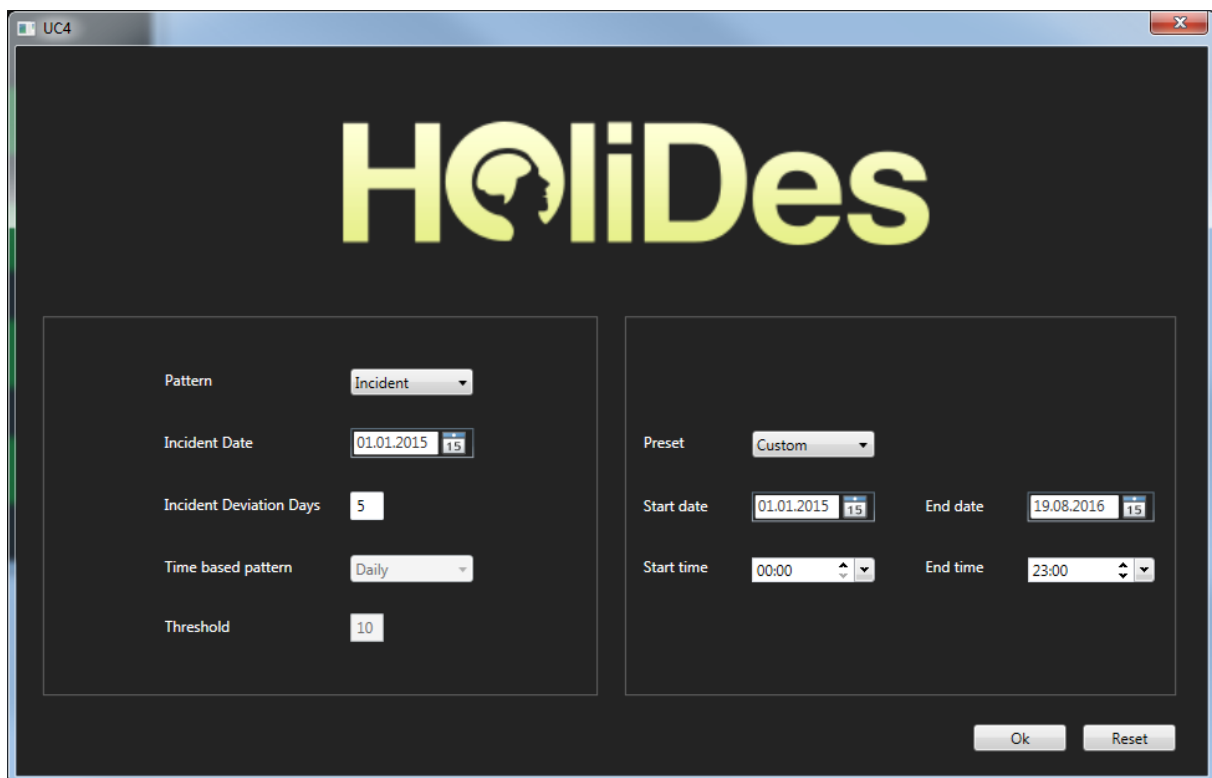 UC4
HoliDes
Pattern Incident
Incident Date 01.01.2015 15
Incident Deviation Days 5
Time based pattern Daily
Threshold 10
Preset Custom
Start date 01.01.2015 15 End date 19.08.2016 15
Start time 00:00 End time 23:00
Ok Reset